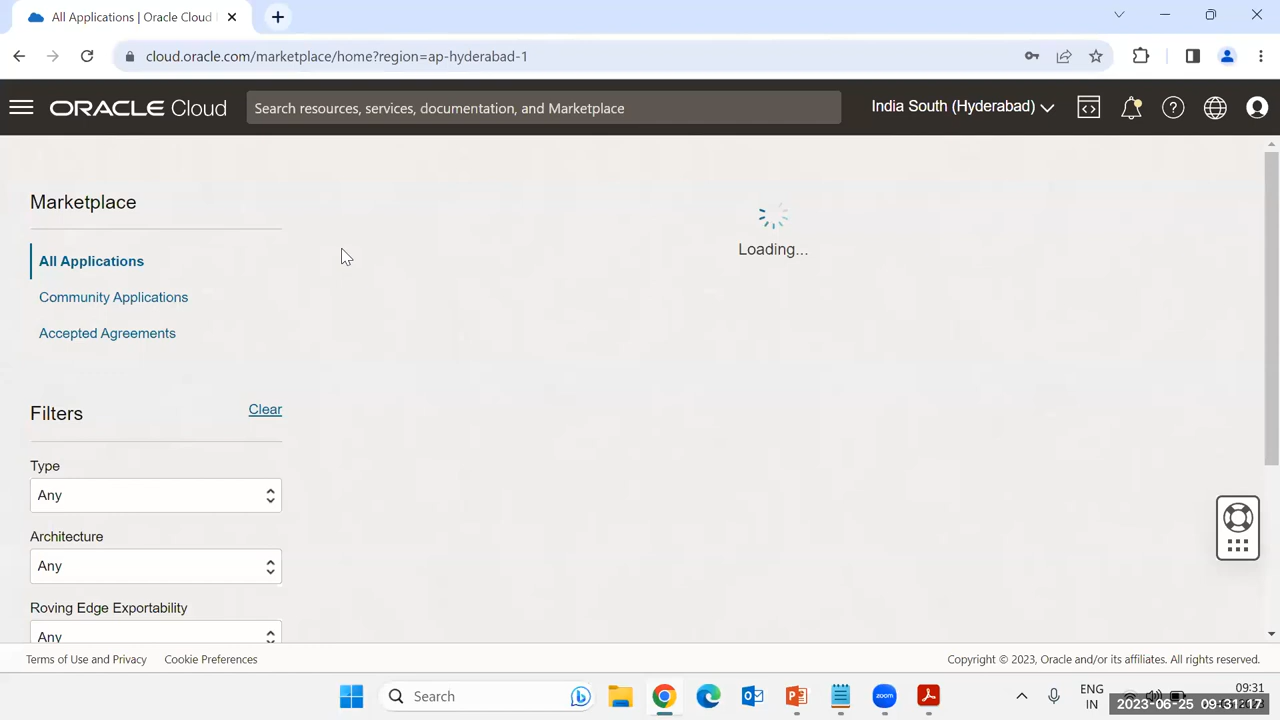 All Applications | Oracle Cloud
cloud.oracle.com/marketplace/home?region=ap-hyderabad-1
ORACLE Cloud
Search resources, services, documentation, and Marketplace
India South (Hyderabad)
Marketplace
All Applications
Community Applications
Accepted Agreements
Loading...
Filters
Clear
Type
Any
Architecture
Any
Roving Edge Exportability
Any
Terms of Use and Privacy
Cookie Preferences
Copyright © 2023, Oracle and/or its affiliates. All rights reserved.
Search
zoom
ENG
IN
09:31
2023-06-25 09:31:17